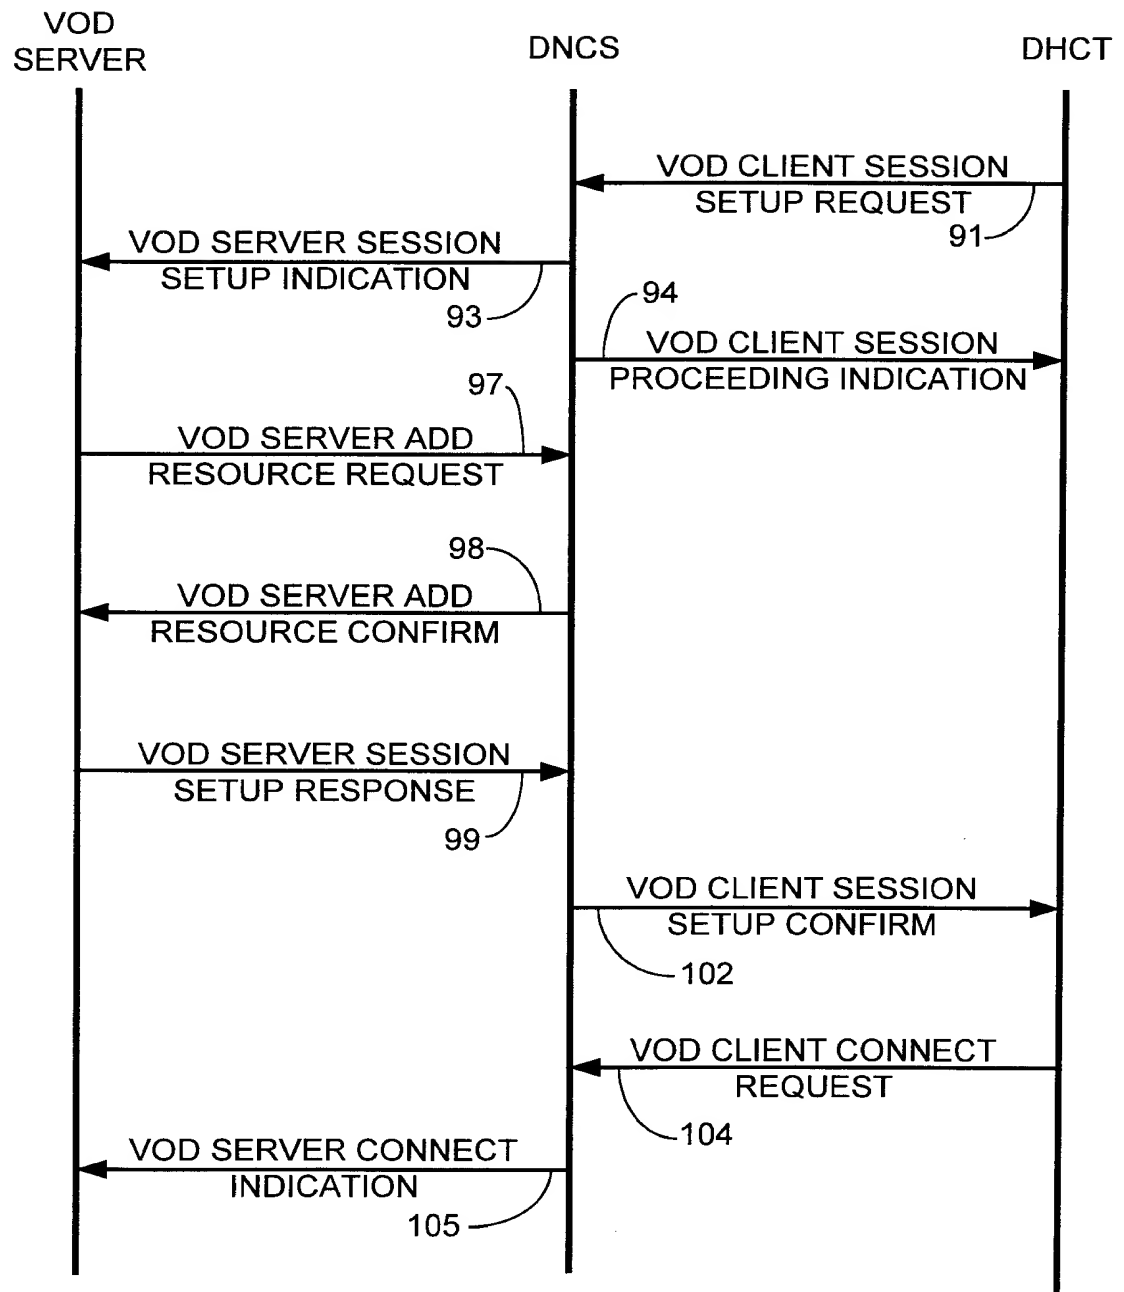 VOD
SERVER
DNCS
DHCT
VOD CLIENT SESSION
SETUP REQUEST
91
VOD SERVER SESSION
SETUP INDICATION
93
94
VOD CLIENT SESSION
PROCEEDING INDICATION
97
VOD SERVER ADD
RESOURCE REQUEST
98
VOD SERVER ADD
RESOURCE CONFIRM
VOD SERVER SESSION
SETUP RESPONSE
99
VOD CLIENT SESSION
SETUP CONFIRM
102
VOD CLIENT CONNECT
REQUEST
104
VOD SERVER CONNECT
INDICATION
105